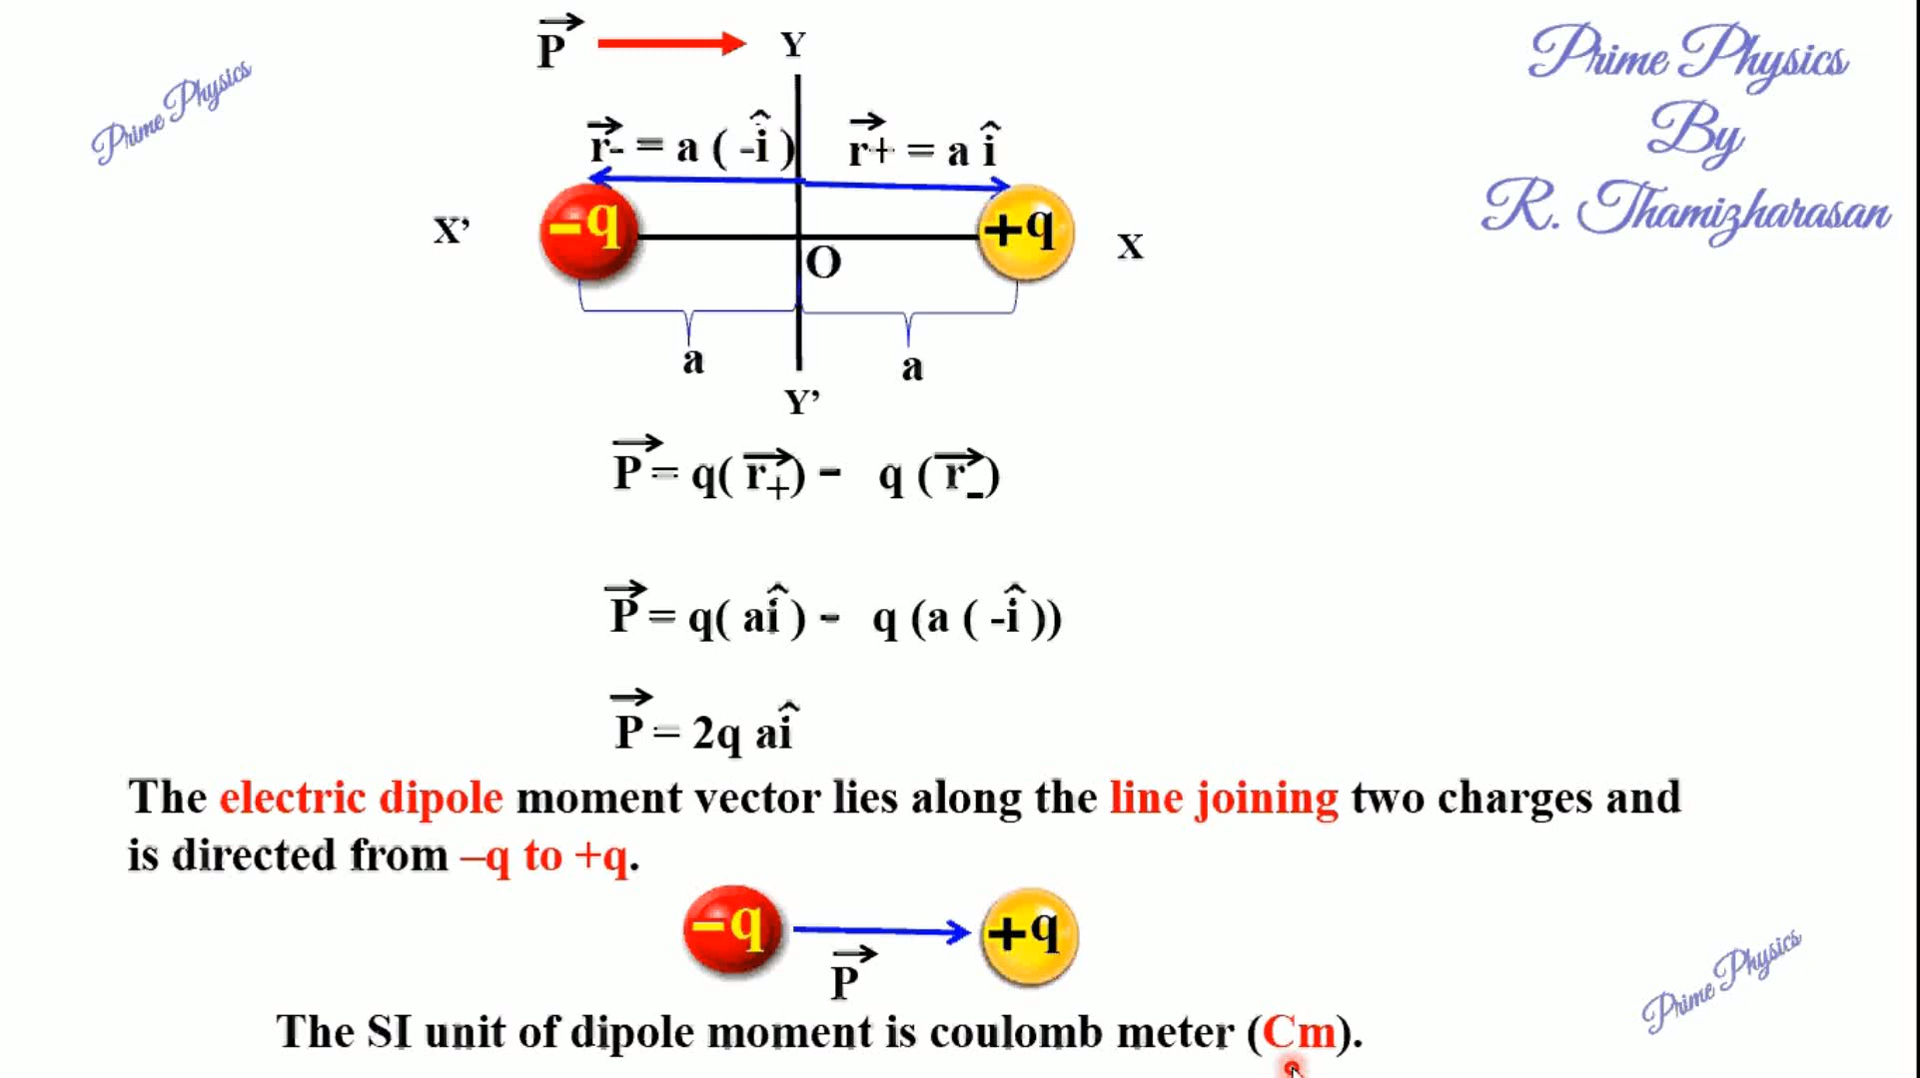 P⃗
Y
Prime Physics
By
R. Thamizharasan
Prime Physics
r⃗- = a ( -î )
r⃗+ = a î
X’
–q
+q
O
X
a
a
Y’
P⃗ = q( r⃗₊) - q (r⃗₋)
P⃗ = q( aî ) - q (a ( -î ))
P⃗ = 2q aî
The electric dipole moment vector lies along the line joining two charges and
is directed from –q to +q.
–q
+q
P⃗
Prime Physics
The SI unit of dipole moment is coulomb meter (Cm).